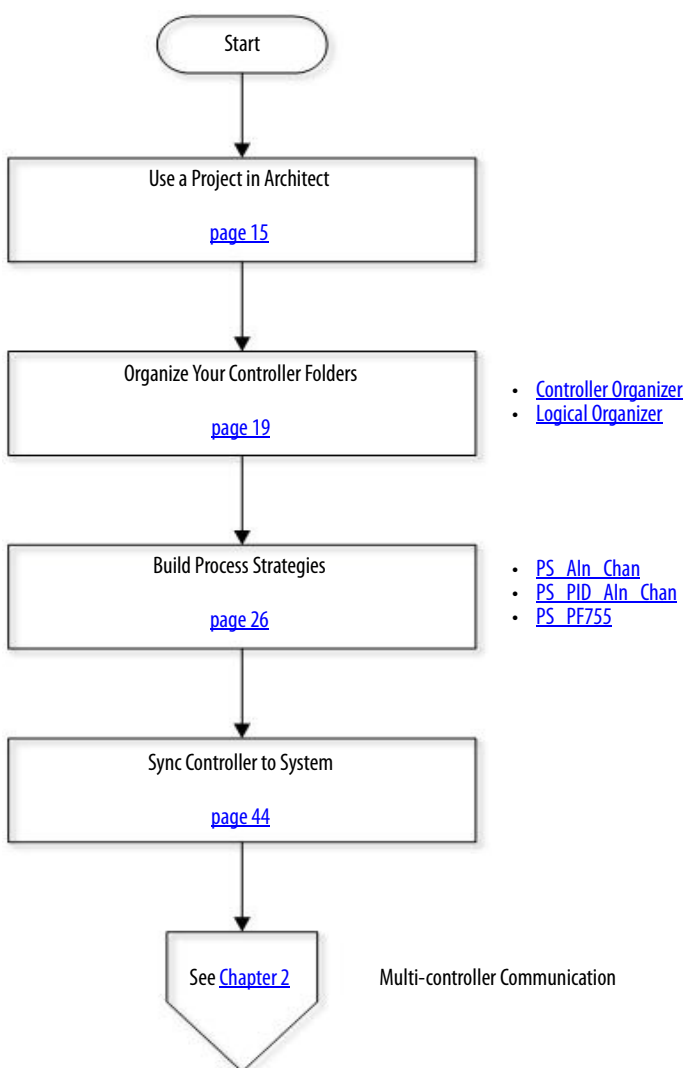 Start
Use a Project in Architect
page 15
Organize Your Controller Folders
page 19
• Controller Organizer
• Logical Organizer
Build Process Strategies
page 26
• PS_AIn_Chan
• PS_PID_AIn_Chan
• PS_PF755
Sync Controller to System
page 44
See Chapter 2
Multi-controller Communication